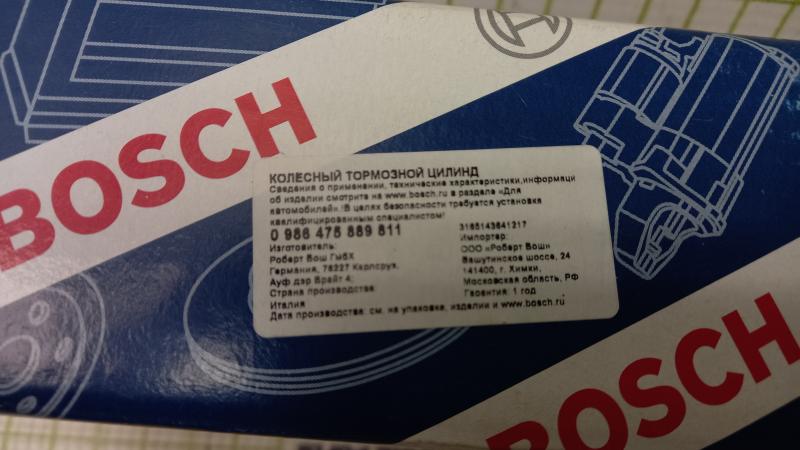 BOSCH
КОЛЕСНЫЙ ТОРМОЗНОЙ ЦИЛИНД
Сведения о применении, технические характеристики,информаци
об изделии смотрите на www.bosch.ru в разделе «Для
автомобилей» !В целях безопасности требуется установка
квалифицированным специалистом!
0 986 475 889 811
3165143641217
Изготовитель:
Роберт Бош ГмбХ
Германия, 76227 Карлсруэ,
Ауф дэр Брайт 4;
Страна производства:
Италия
Импортер:
ООО «Роберт Бош»
Вашутинское шоссе, 24
141400, г. Химки,
Московская область, РФ
Гарантия: 1 год
Дата производства: см. на упаковке, изделии и www.bosch.ru
BOSCH